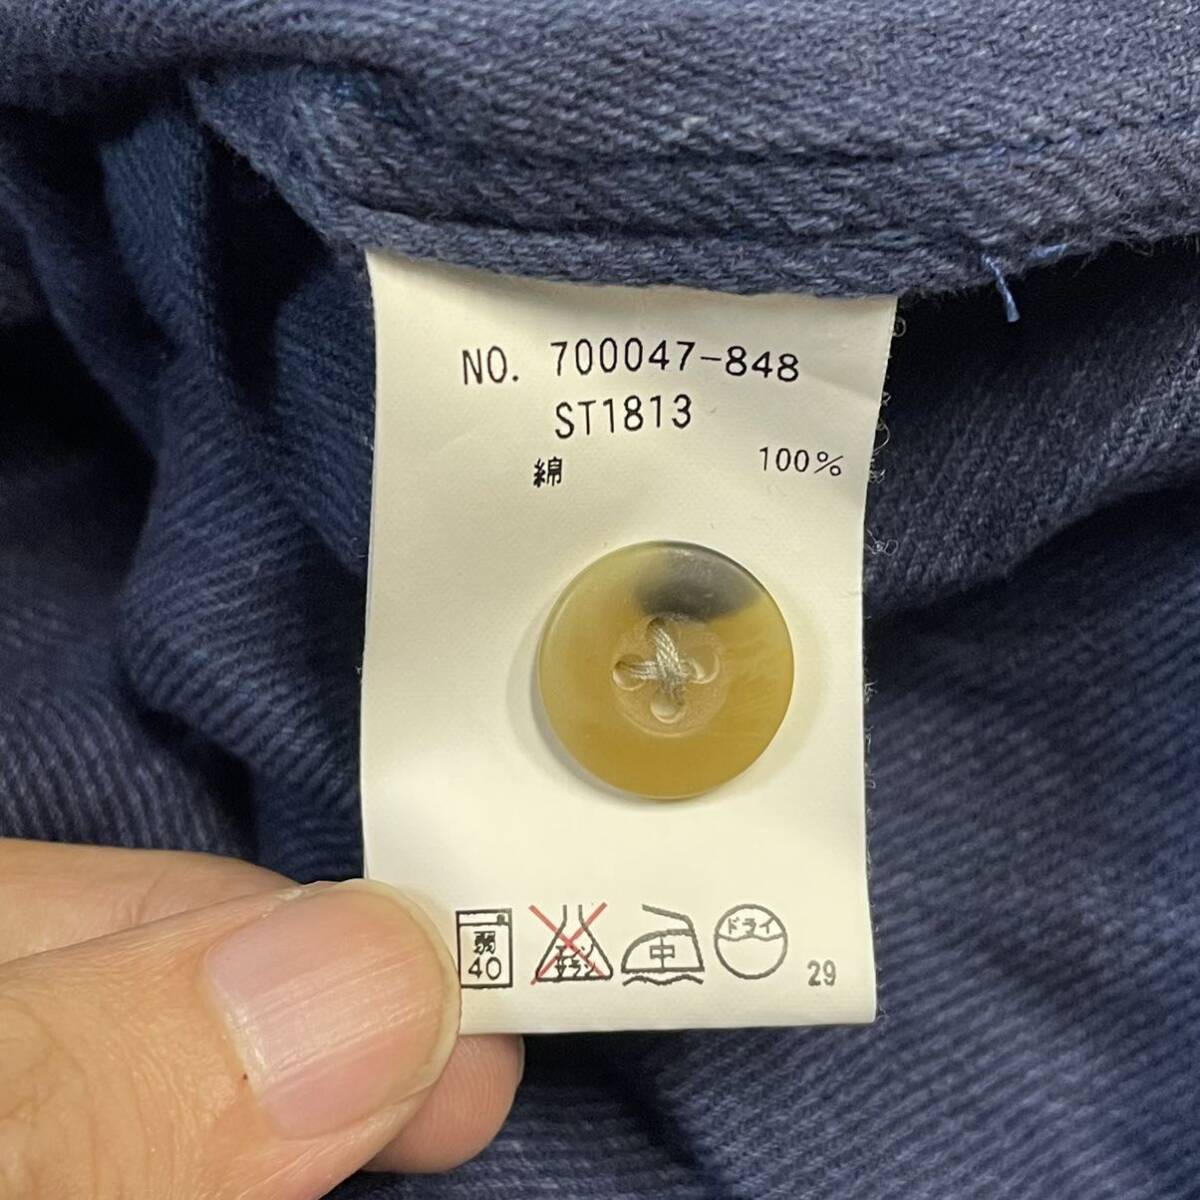 NO. 700047-848
ST1813
綿 100%
弱 40
エンソ サラシ
中
ドライ
29